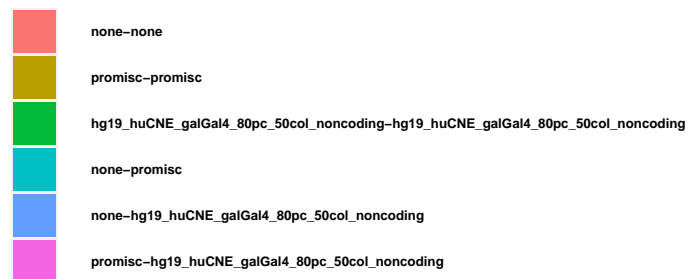 none−none
promisc−promisc
hg19_huCNE_galGal4_80pc_50col_noncoding−hg19_huCNE_galGal4_80pc_50col_noncoding
none−promisc
none−hg19_huCNE_galGal4_80pc_50col_noncoding
promisc−hg19_huCNE_galGal4_80pc_50col_noncoding